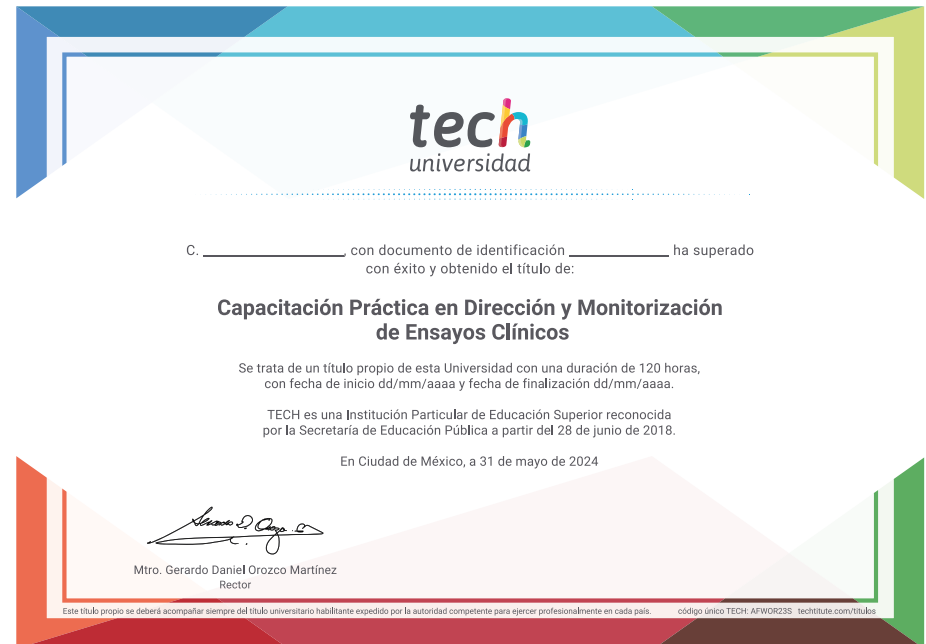 tech
universidad
C. ______________, con documento de identificación __________ ha superado
con éxito y obtenido el título de:
Capacitación Práctica en Dirección y Monitorización
de Ensayos Clínicos
Se trata de un título propio de esta Universidad con una duración de 120 horas,
con fecha de inicio dd/mm/aaaa y fecha de finalización dd/mm/aaaa.
TECH es una Institución Particular de Educación Superior reconocida
por la Secretaría de Educación Pública a partir del 28 de junio de 2018.
En Ciudad de México, a 31 de mayo de 2024
Mtro. Gerardo Daniel Orozco Martínez
Rector
Este título propio se deberá acompañar siempre del título universitario habilitante expedido por la autoridad competente para ejercer profesionalmente en cada país. código único TECH: AFWOR23S techtitute.com/titulos